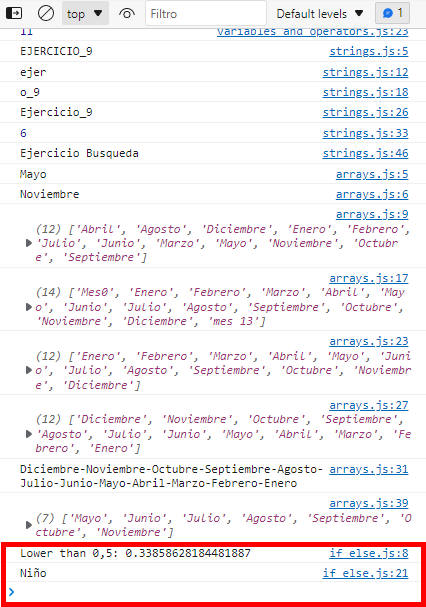 top
Filtro
Default levels
1
11 variables and operators.js:23
EJERCICIO_9 strings.js:5
ejer strings.js:12
o_9 strings.js:18
Ejercicio_9 strings.js:26
6 strings.js:33
Ejercicio Busqueda strings.js:46
Mayo arrays.js:5
Noviembre arrays.js:6
arrays.js:9
(12) ['Abril', 'Agosto', 'Diciembre', 'Enero', 'Febrero',
'Julio', 'Junio', 'Marzo', 'Mayo', 'Noviembre', 'Octubr
e', 'Septiembre']
arrays.js:17
(14) ['Mes0', 'Enero', 'Febrero', 'Marzo', 'Abril', 'May
o', 'Junio', 'Julio', 'Agosto', 'Septiembre', 'Octubre',
'Noviembre', 'Diciembre', 'mes 13']
arrays.js:23
(12) ['Enero', 'Febrero', 'Marzo', 'Abril', 'Mayo', 'Juni
o', 'Julio', 'Agosto', 'Septiembre', 'Octubre', 'Noviembr
e', 'Diciembre']
arrays.js:27
(12) ['Diciembre', 'Noviembre', 'Octubre', 'Septiembre',
'Agosto', 'Julio', 'Junio', 'Mayo', 'Abril', 'Marzo', 'Fe
brero', 'Enero']
Diciembre-Noviembre-Octubre-Septiembre-Agosto- arrays.js:31
Julio-Junio-Mayo-Abril-Marzo-Febrero-Enero
arrays.js:39
(7) ['Mayo', 'Junio', 'Julio', 'Agosto', 'Septiembre', 'O
ctubre', 'Noviembre']
Lower than 0,5: 0.33858628184481887 if else.js:8
Niño if else.js:21